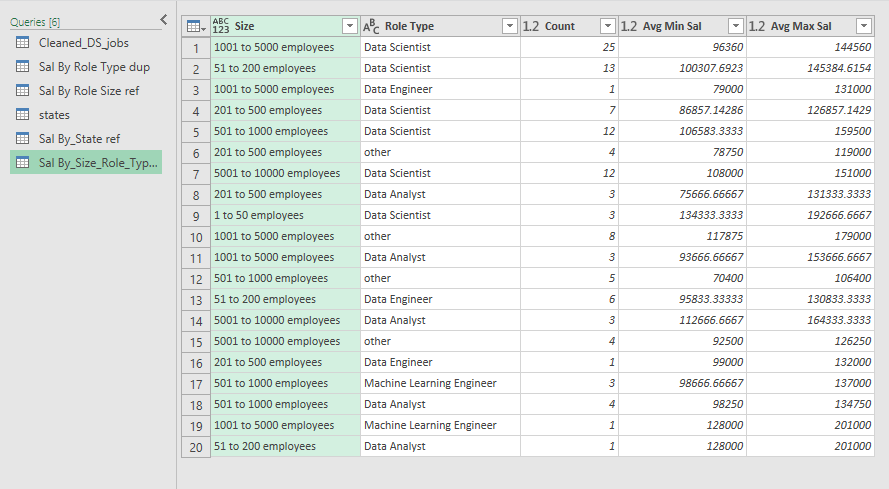 Queries [6]
Cleaned_DS_jobs
Sal By Role Type dup
Sal By Role Size ref
states
Sal By_State ref
Sal By_Size_Role_Typ...
ABC 123 Size ABC Role Type 1.2 Count 1.2 Avg Min Sal 1.2 Avg Max Sal
1 1001 to 5000 employees Data Scientist 25 96360 144560
2 51 to 200 employees Data Scientist 13 100307.6923 145384.6154
3 1001 to 5000 employees Data Engineer 1 79000 131000
4 201 to 500 employees Data Scientist 7 86857.14286 126857.1429
5 501 to 1000 employees Data Scientist 12 106583.3333 159500
6 201 to 500 employees other 4 78750 119000
7 5001 to 10000 employees Data Scientist 12 108000 151000
8 201 to 500 employees Data Analyst 3 75666.66667 131333.3333
9 1 to 50 employees Data Scientist 3 134333.3333 192666.6667
10 1001 to 5000 employees other 8 117875 179000
11 1001 to 5000 employees Data Analyst 3 93666.66667 153666.6667
12 501 to 1000 employees other 5 70400 106400
13 51 to 200 employees Data Engineer 6 95833.33333 130833.3333
14 5001 to 10000 employees Data Analyst 3 112666.6667 164333.3333
15 5001 to 10000 employees other 4 92500 126250
16 201 to 500 employees Data Engineer 1 99000 132000
17 501 to 1000 employees Machine Learning Engineer 3 98666.66667 137000
18 501 to 1000 employees Data Analyst 4 98250 134750
19 1001 to 5000 employees Machine Learning Engineer 1 128000 201000
20 51 to 200 employees Data Analyst 1 128000 201000